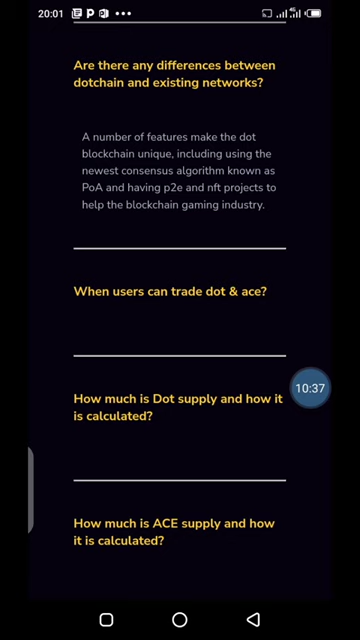 20:01
4G
Are there any differences between
dotchain and existing networks?
A number of features make the dot
blockchain unique, including using the
newest consensus algorithm known as
PoA and having p2e and nft projects to
help the blockchain gaming industry.
When users can trade dot & ace?
10:37
How much is Dot supply and how it
is calculated?
How much is ACE supply and how
it is calculated?